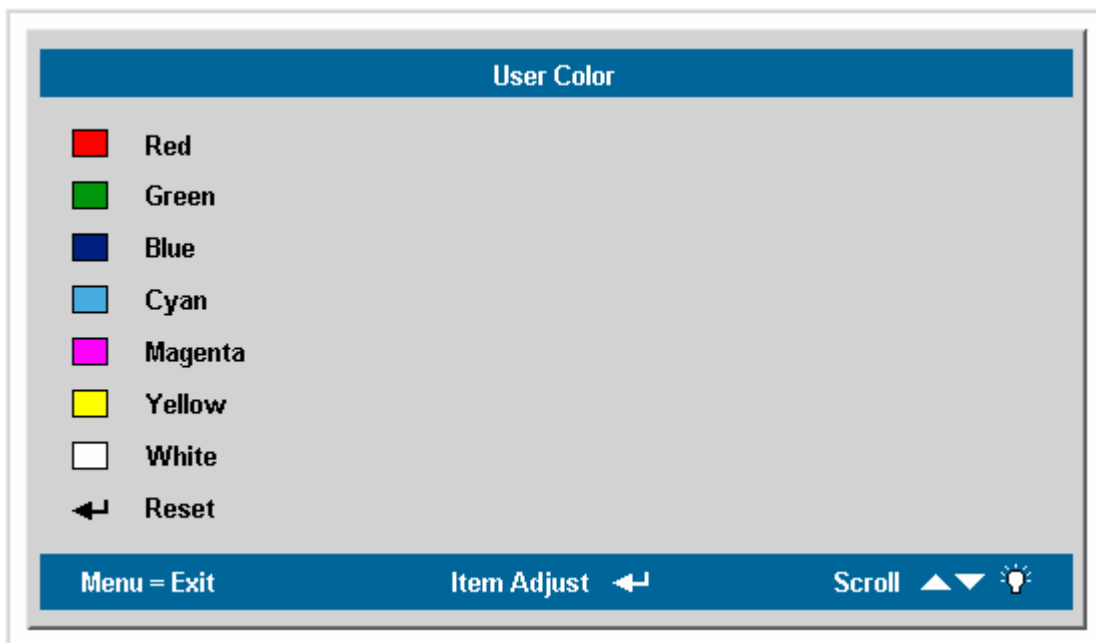 User Color
Red
Green
Blue
Cyan
Magenta
Yellow
White
Reset
Menu = Exit
Item Adjust
Scroll